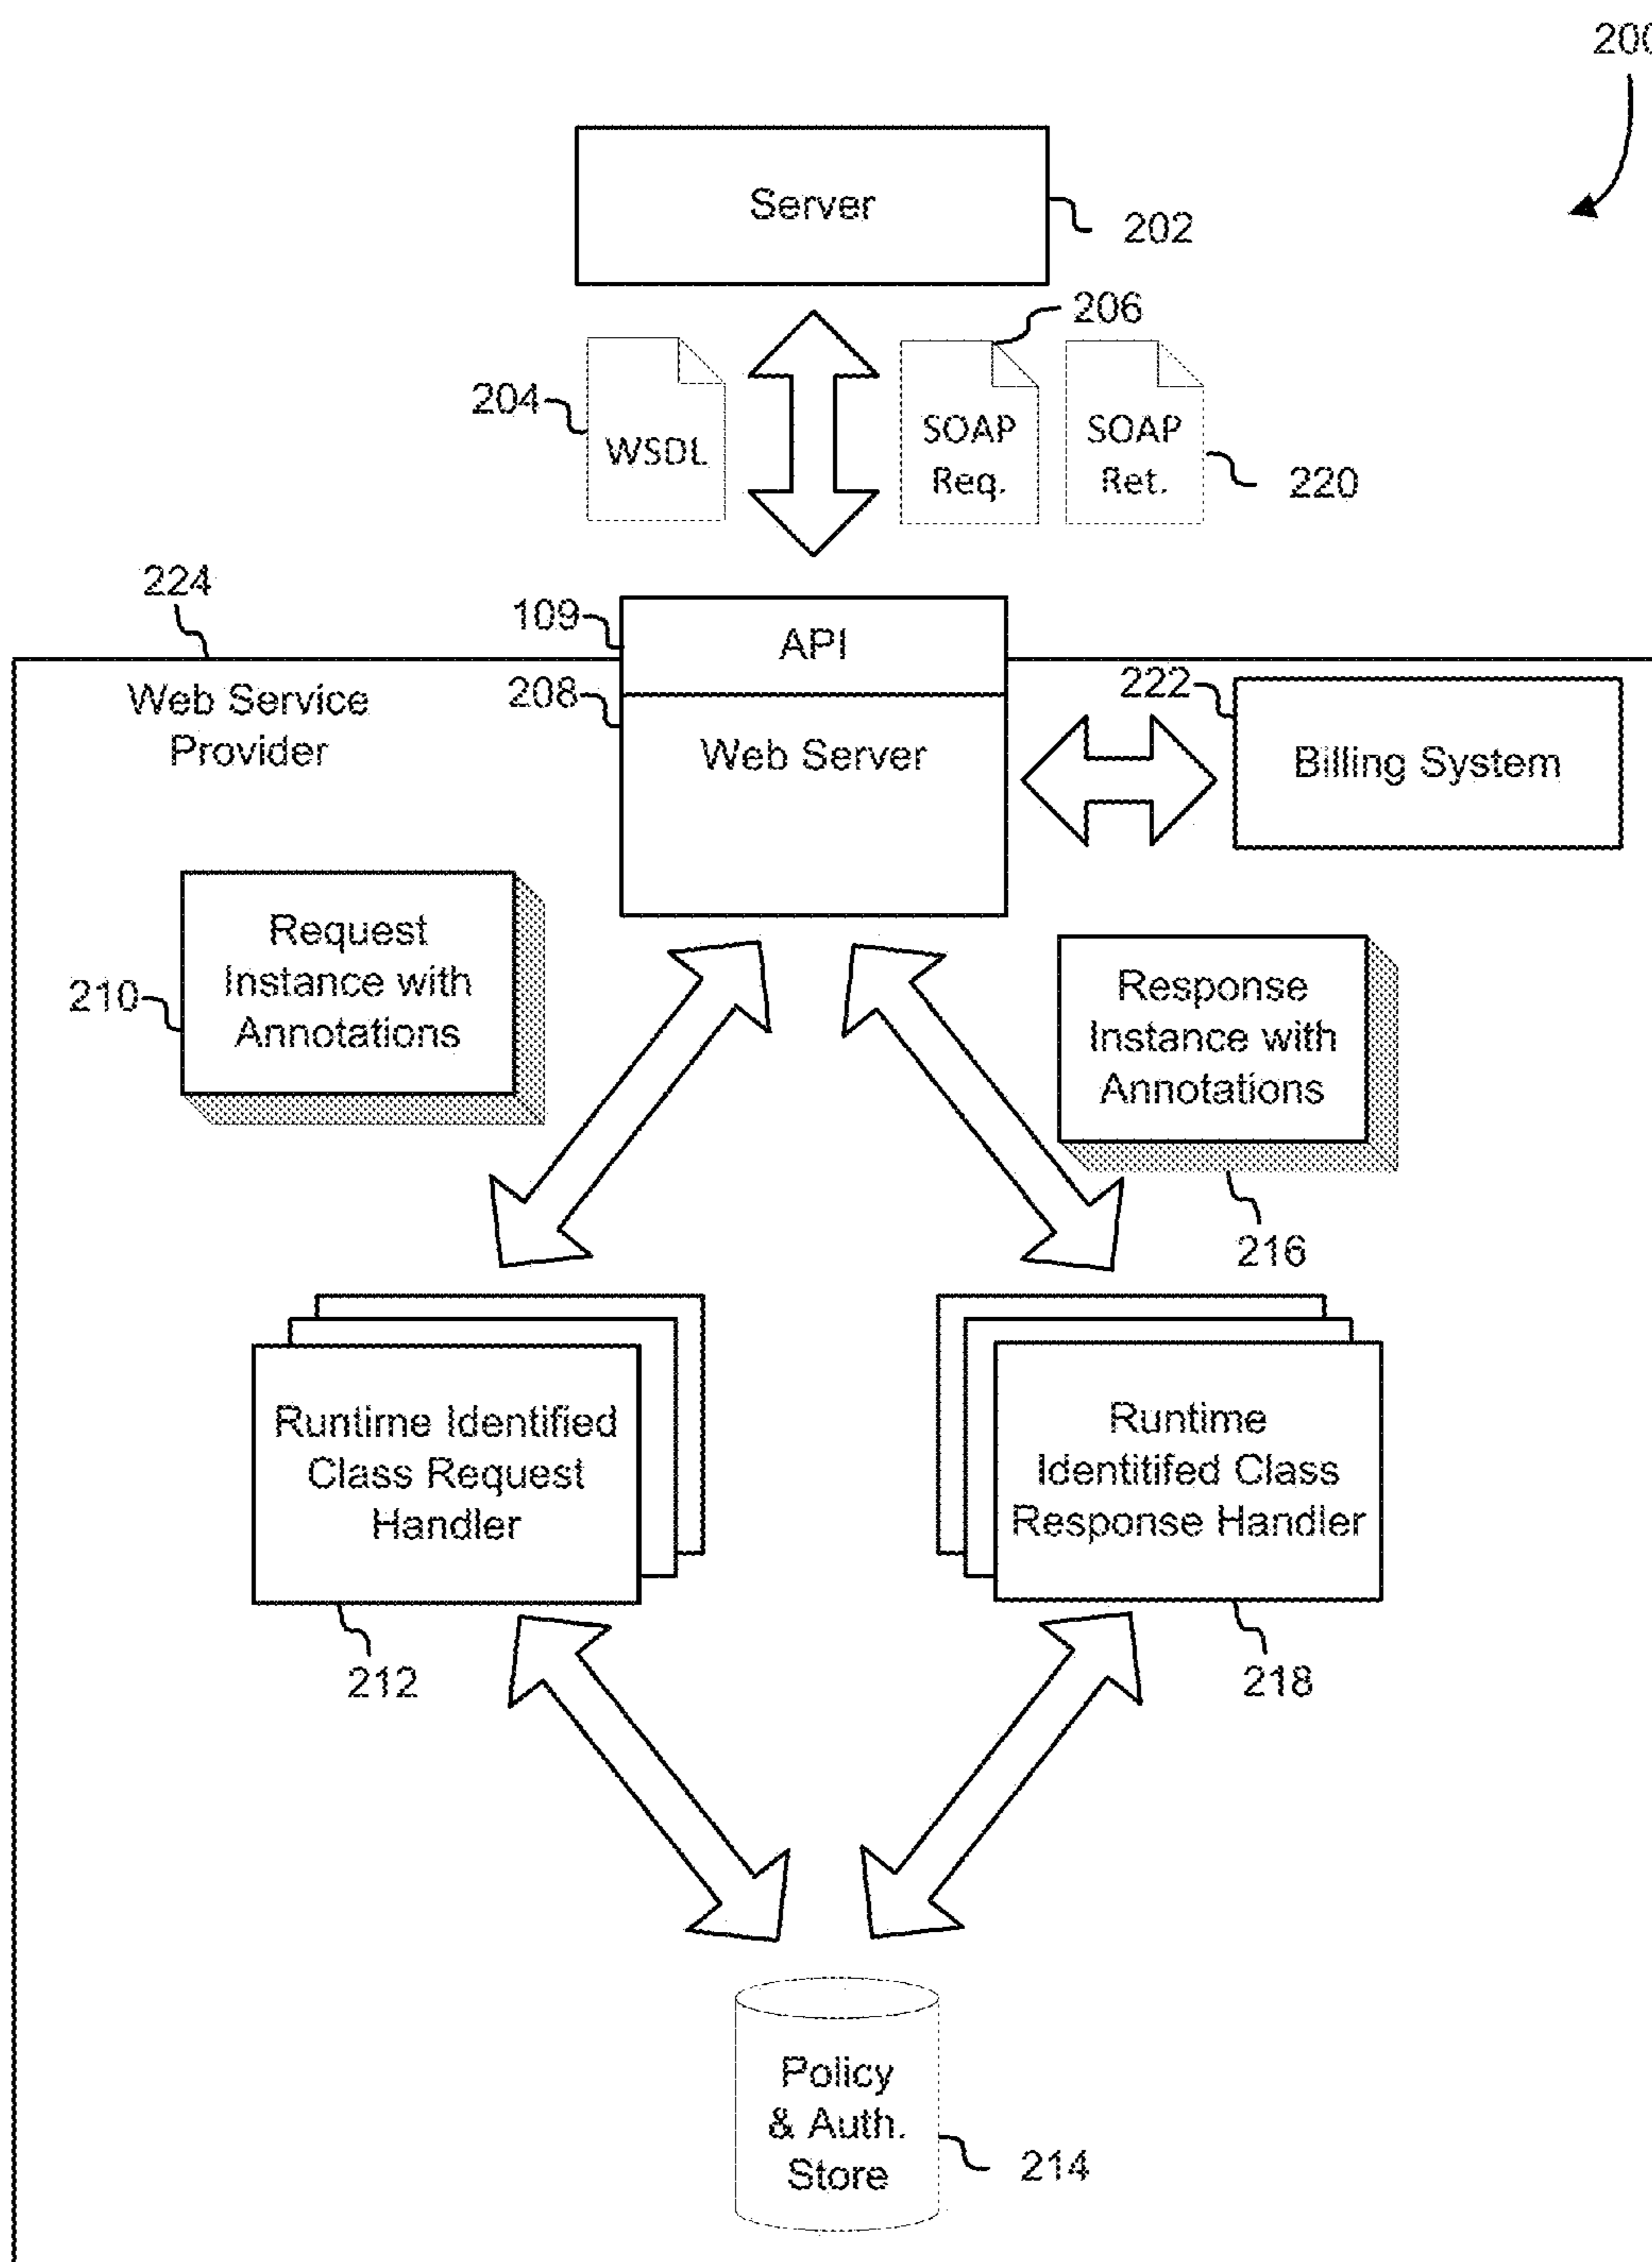 200
Server
202
206
204
WSDL
SOAP
Req.
SOAP
Ret.
220
224
109
API
Web Service
Provider
208
Web Server
222
Billing System
Request
Instance with
Annotations
210
Response
Instance with
Annotations
216
Runtime Identified
Class Request
Handler
212
Runtime
Identitifed Class
Response Handler
218
Policy
& Auth.
Store
214